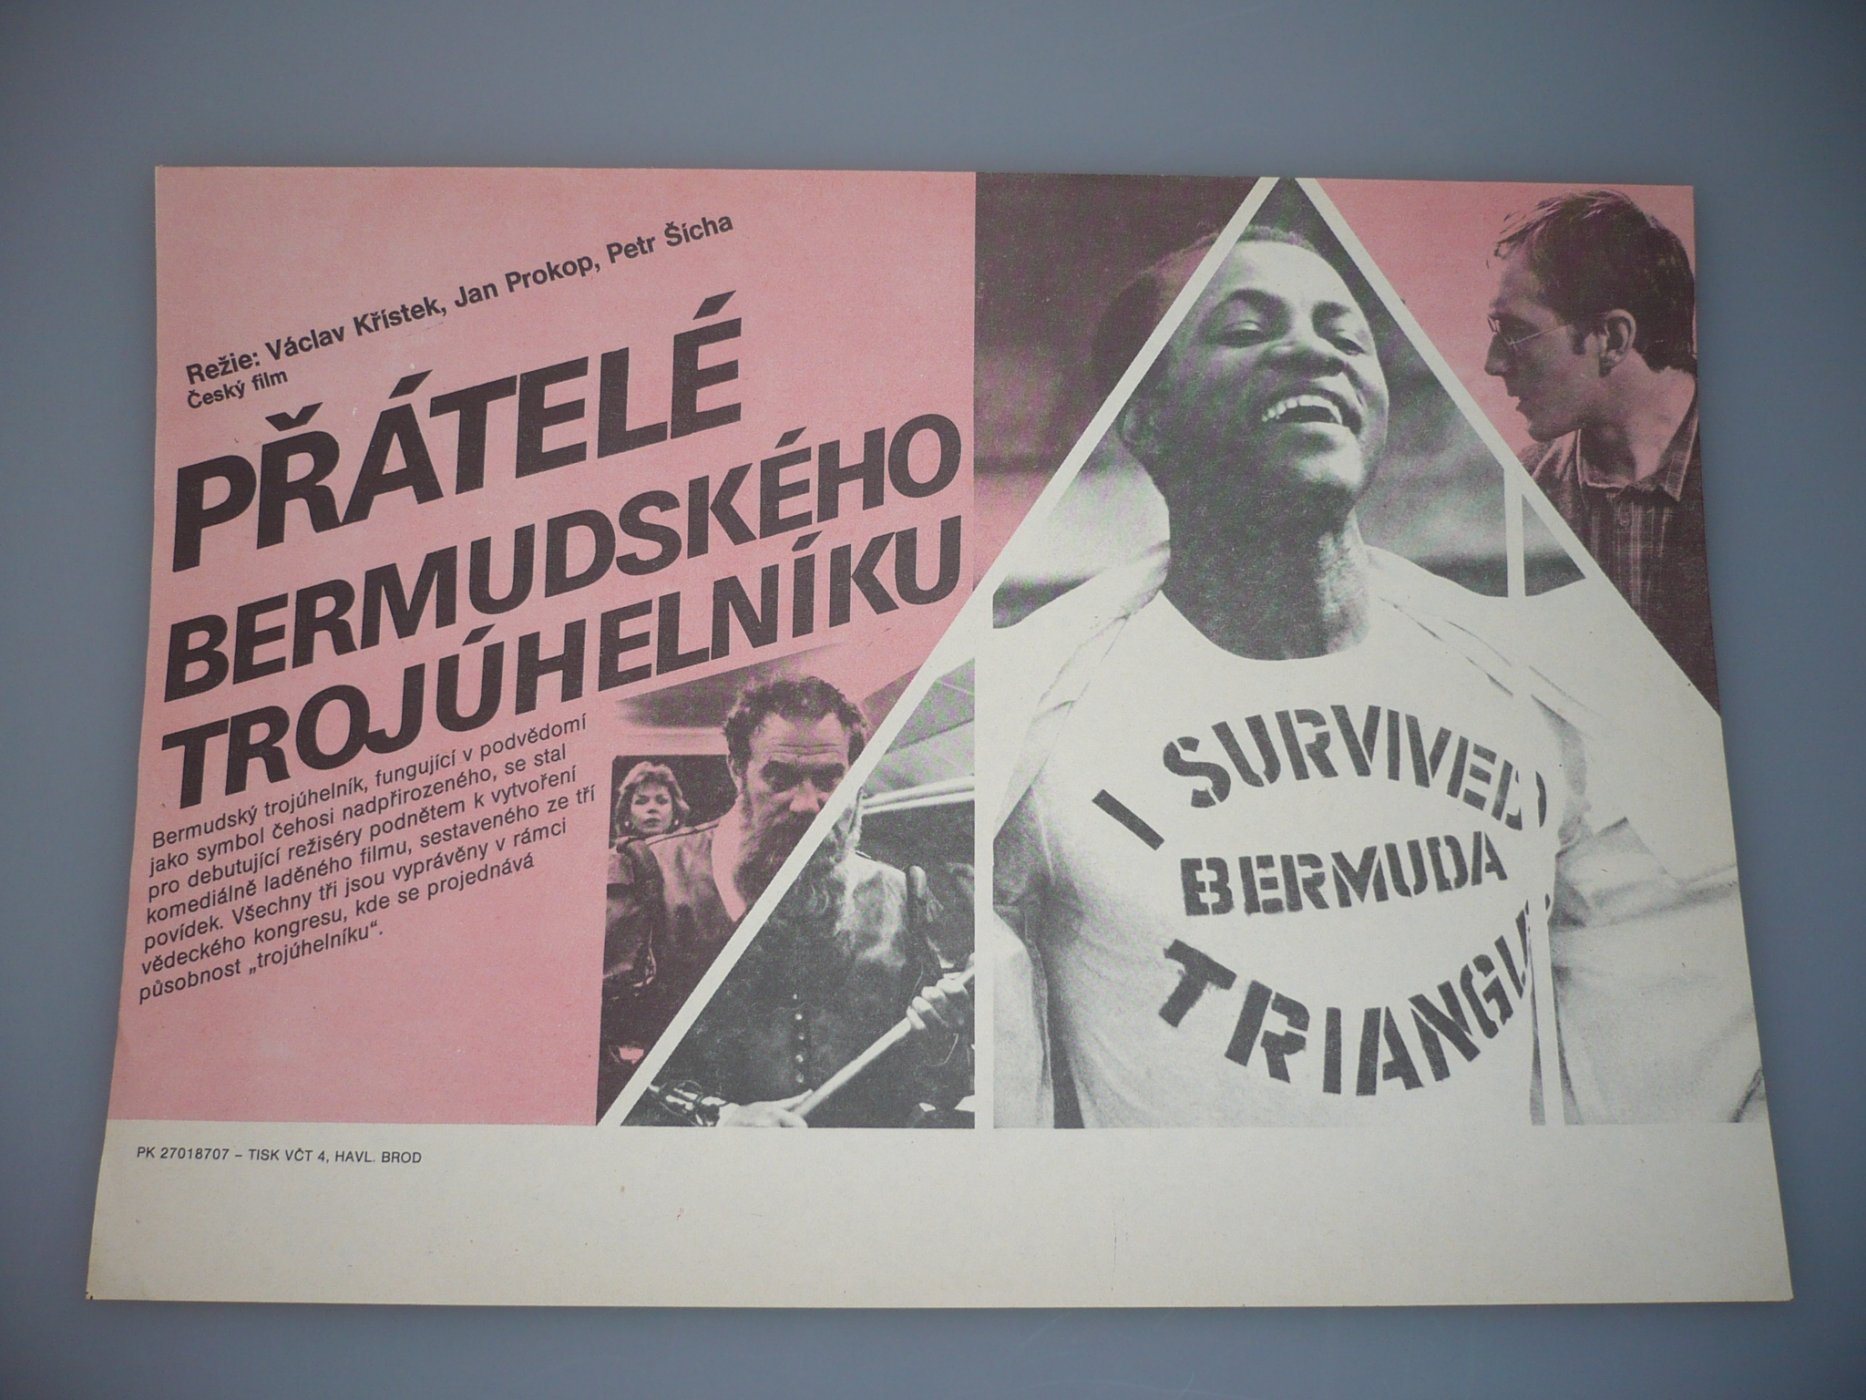 Režie: Václav Křístek, Jan Prokop, Petr Šícha
Český film
PŘÁTELÉ
BERMUDSKÉHO
TROJÚHELNÍKU
Bermudský trojúhelník, fungující v podvědomí
jako symbol čehosi nadpřirozeného, se stal
pro debutující režiséry podnětem k vytvoření
komediálně laděného filmu, sestaveného ze tří
povídek. Všechny tři jsou vyprávěny v rámci
vědeckého kongresu, kde se projednává
působnost „trojúhelníku“.
I SURVIVED
BERMUDA
TRIANGL
PK 27018707 – TISK VČT 4, HAVL. BROD